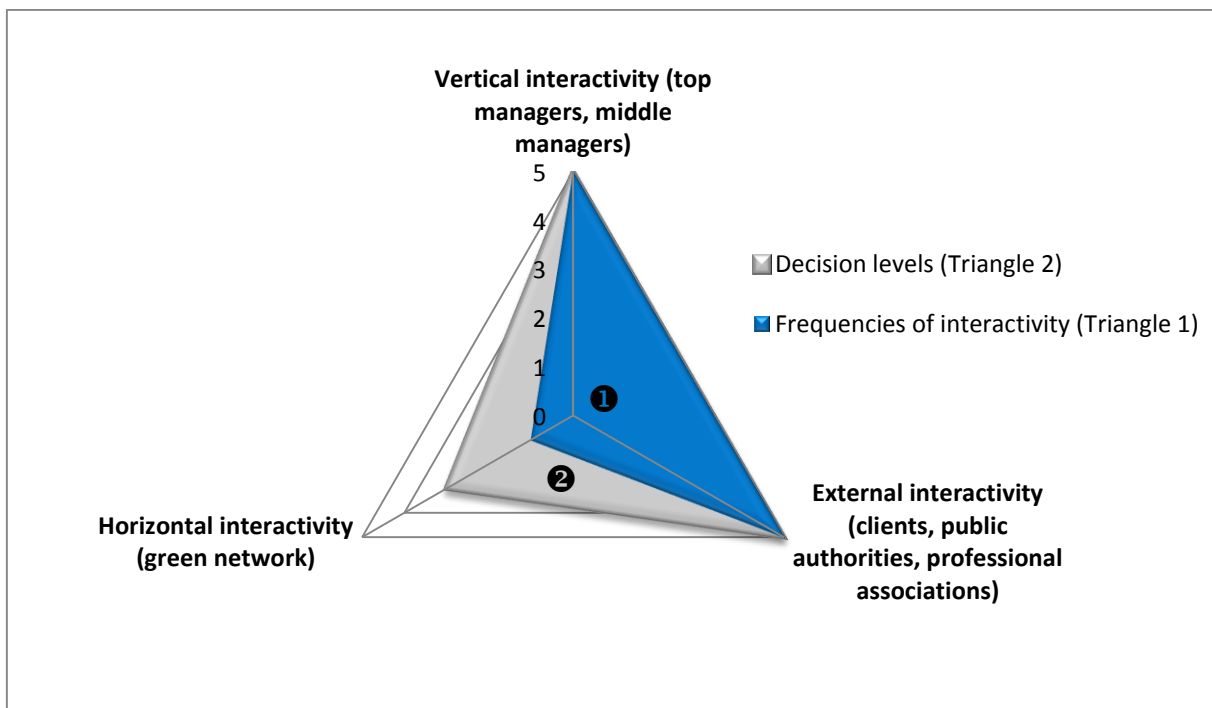 Vertical interactivity (top
managers, middle
managers)
5
4
3
2
1
0
❶
❷
Decision levels (Triangle 2)
Frequencies of interactivity (Triangle 1)
Horizontal interactivity
(green network)
External interactivity
(clients, public
authorities, professional
associations)